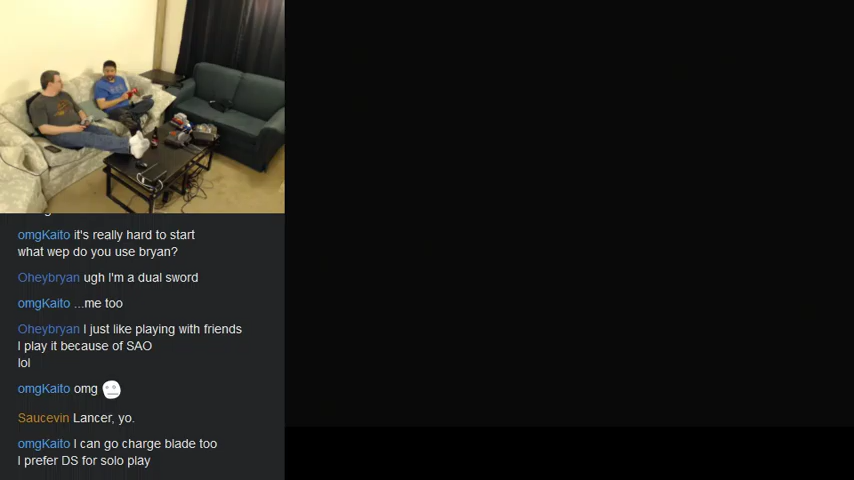 omgKaito it's really hard to start
what wep do you use bryan?
Oheybryan ugh I'm a dual sword
omgKaito ...me too
Oheybryan I just like playing with friends
I play it because of SAO
lol
omgKaito omg
Saucevin Lancer, yo.
omgKaito I can go charge blade too
I prefer DS for solo play